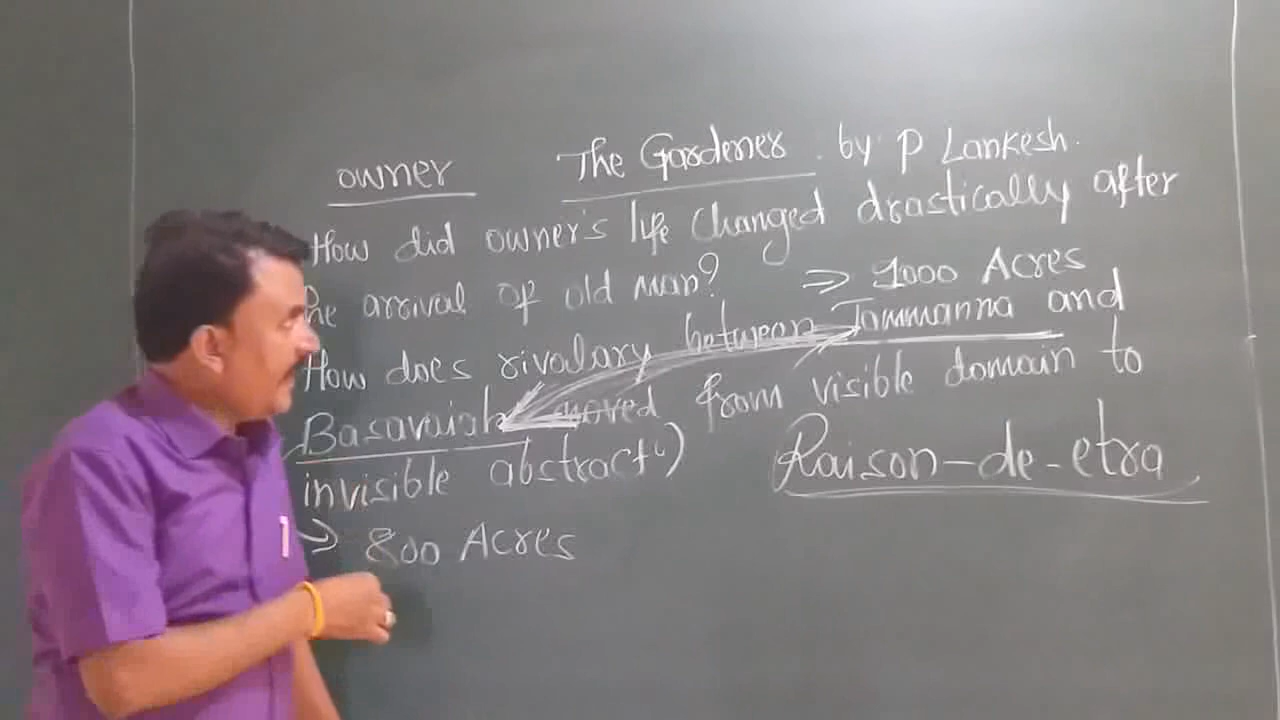 owner The Gardener by P Lankesh.
How did owner's life changed drastically after
he arrival of old man? ⇒ 1000 Acres
How does rivalary between Tammanna and
Basavaiah moved from visible domain to
invisible abstract
Raison-de-etra
→ 800 Acres